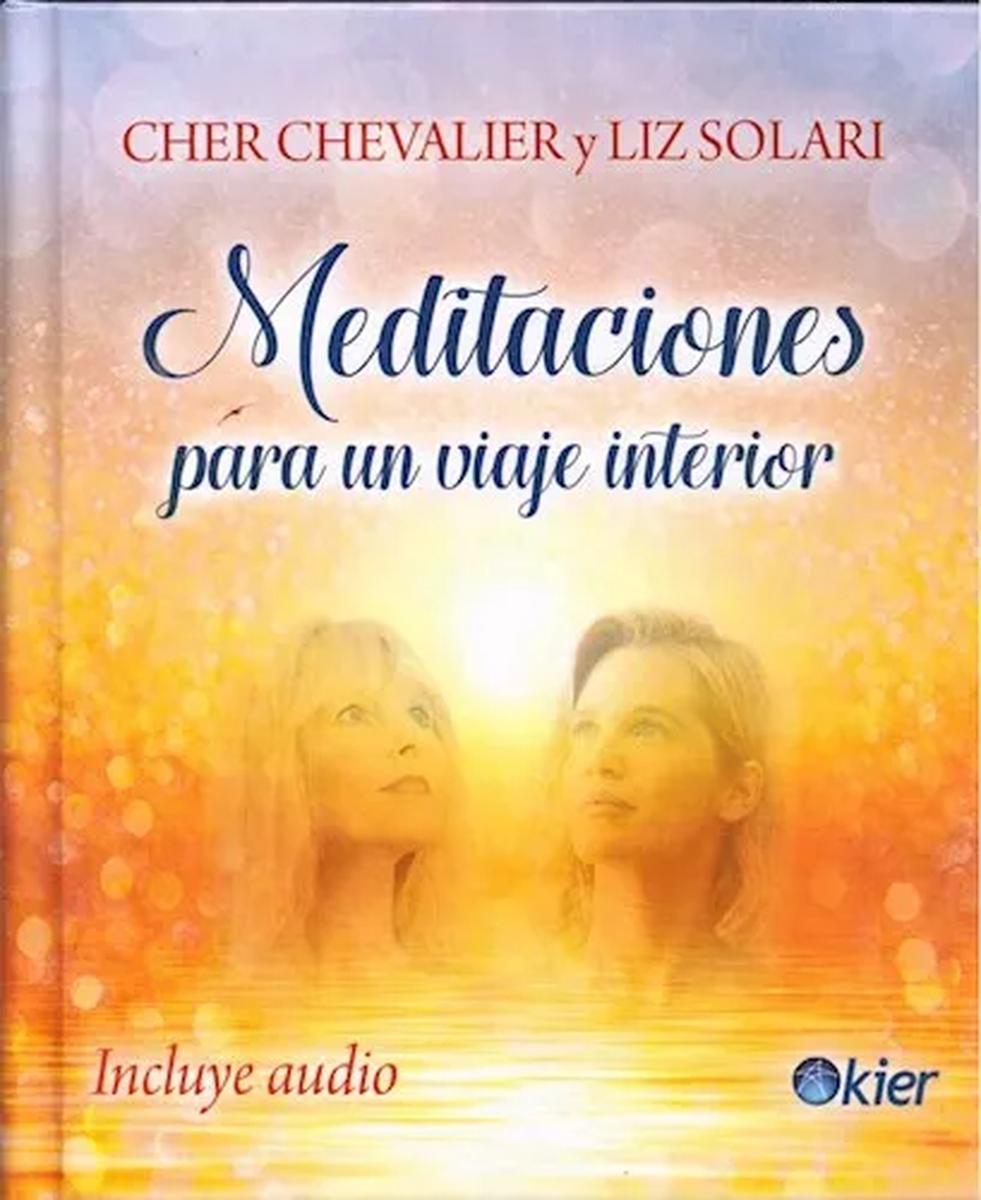 CHER CHEVALIER y LIZ SOLARI
Meditaciones
para un viaje interior
Incluye audio
kier